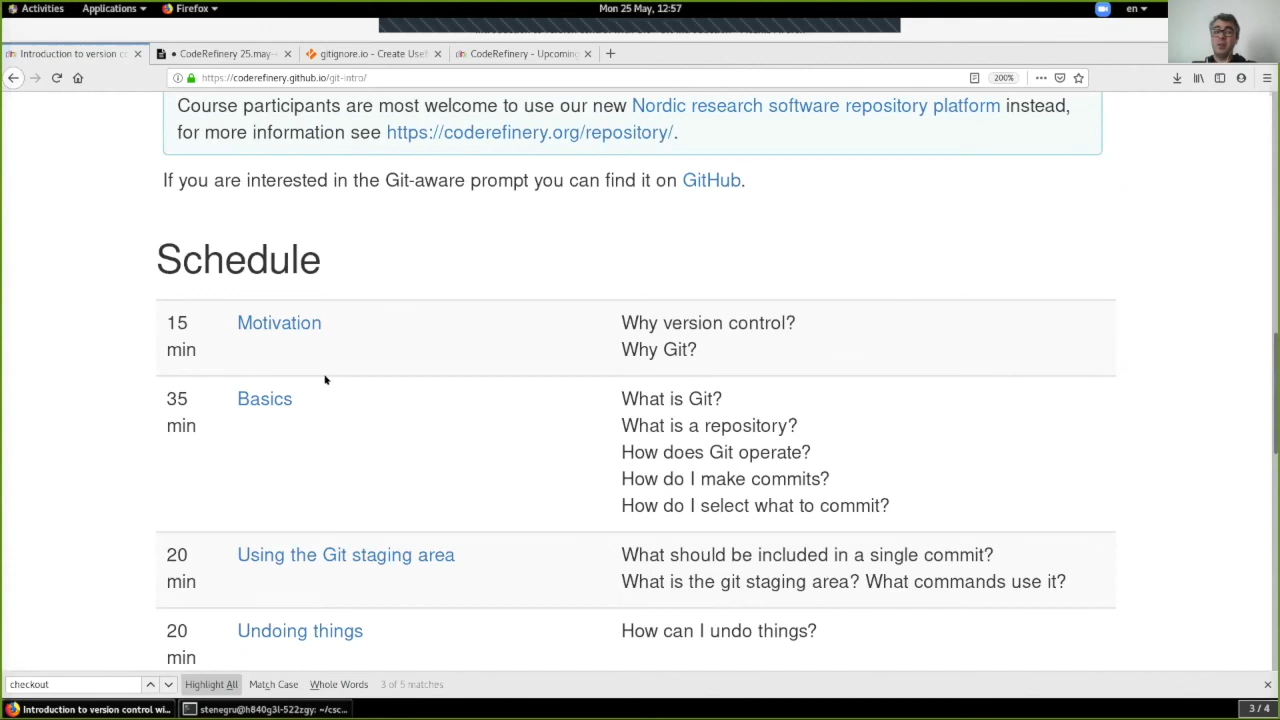 Activities Applications Firefox Mon 25 May, 12:57 en
Introduction to version co CodeRefinery 25.may- gitignore.io - Create Usef CodeRefinery - Upcoming
https://coderefinery.github.io/git-intro/ 200%
Course participants are most welcome to use our new Nordic research software repository platform instead,
for more information see https://coderefinery.org/repository/.
If you are interested in the Git-aware prompt you can find it on GitHub.
Schedule
15 min Motivation Why version control?
Why Git?
35 min Basics What is Git?
What is a repository?
How does Git operate?
How do I make commits?
How do I select what to commit?
20 min Using the Git staging area What should be included in a single commit?
What is the git staging area? What commands use it?
20 min Undoing things How can I undo things?
checkout Highlight All Match Case Whole Words 3 of 5 matches
Introduction to version control wi... stenegru@h840g3l-522zgy: ~/csc... 3 / 4